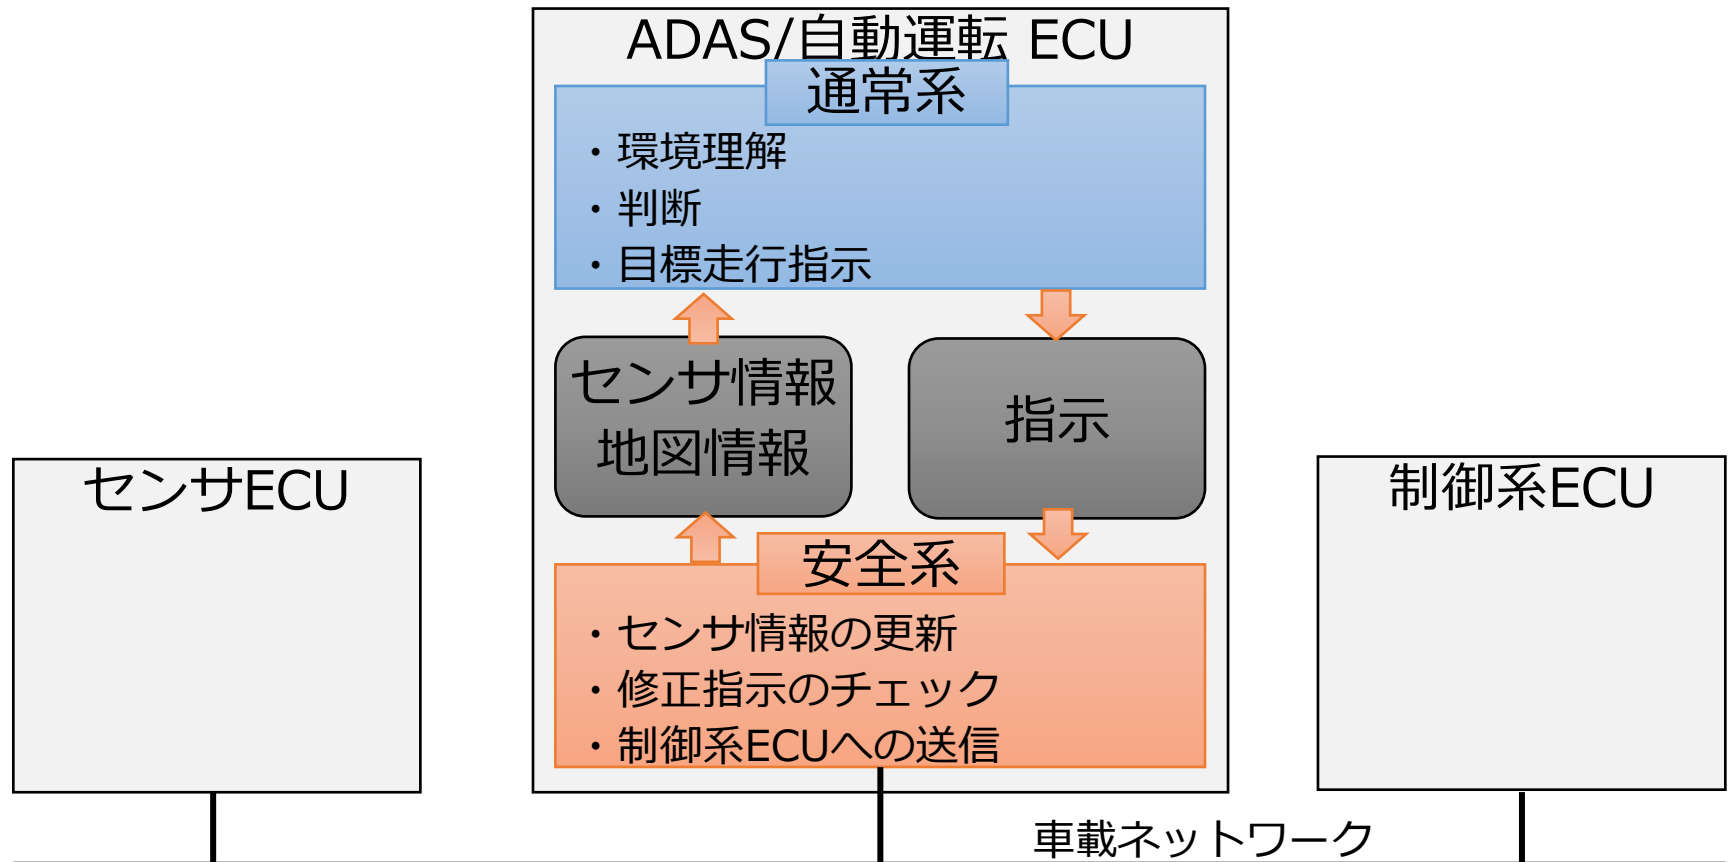 ADAS/自動運転 ECU
通常系
・環境理解
・判断
・目標走行指示
センサ情報
地図情報
指示
センサECU
制御系ECU
安全系
・センサ情報の更新
・修正指示のチェック
・制御系ECUへの送信
車載ネットワーク